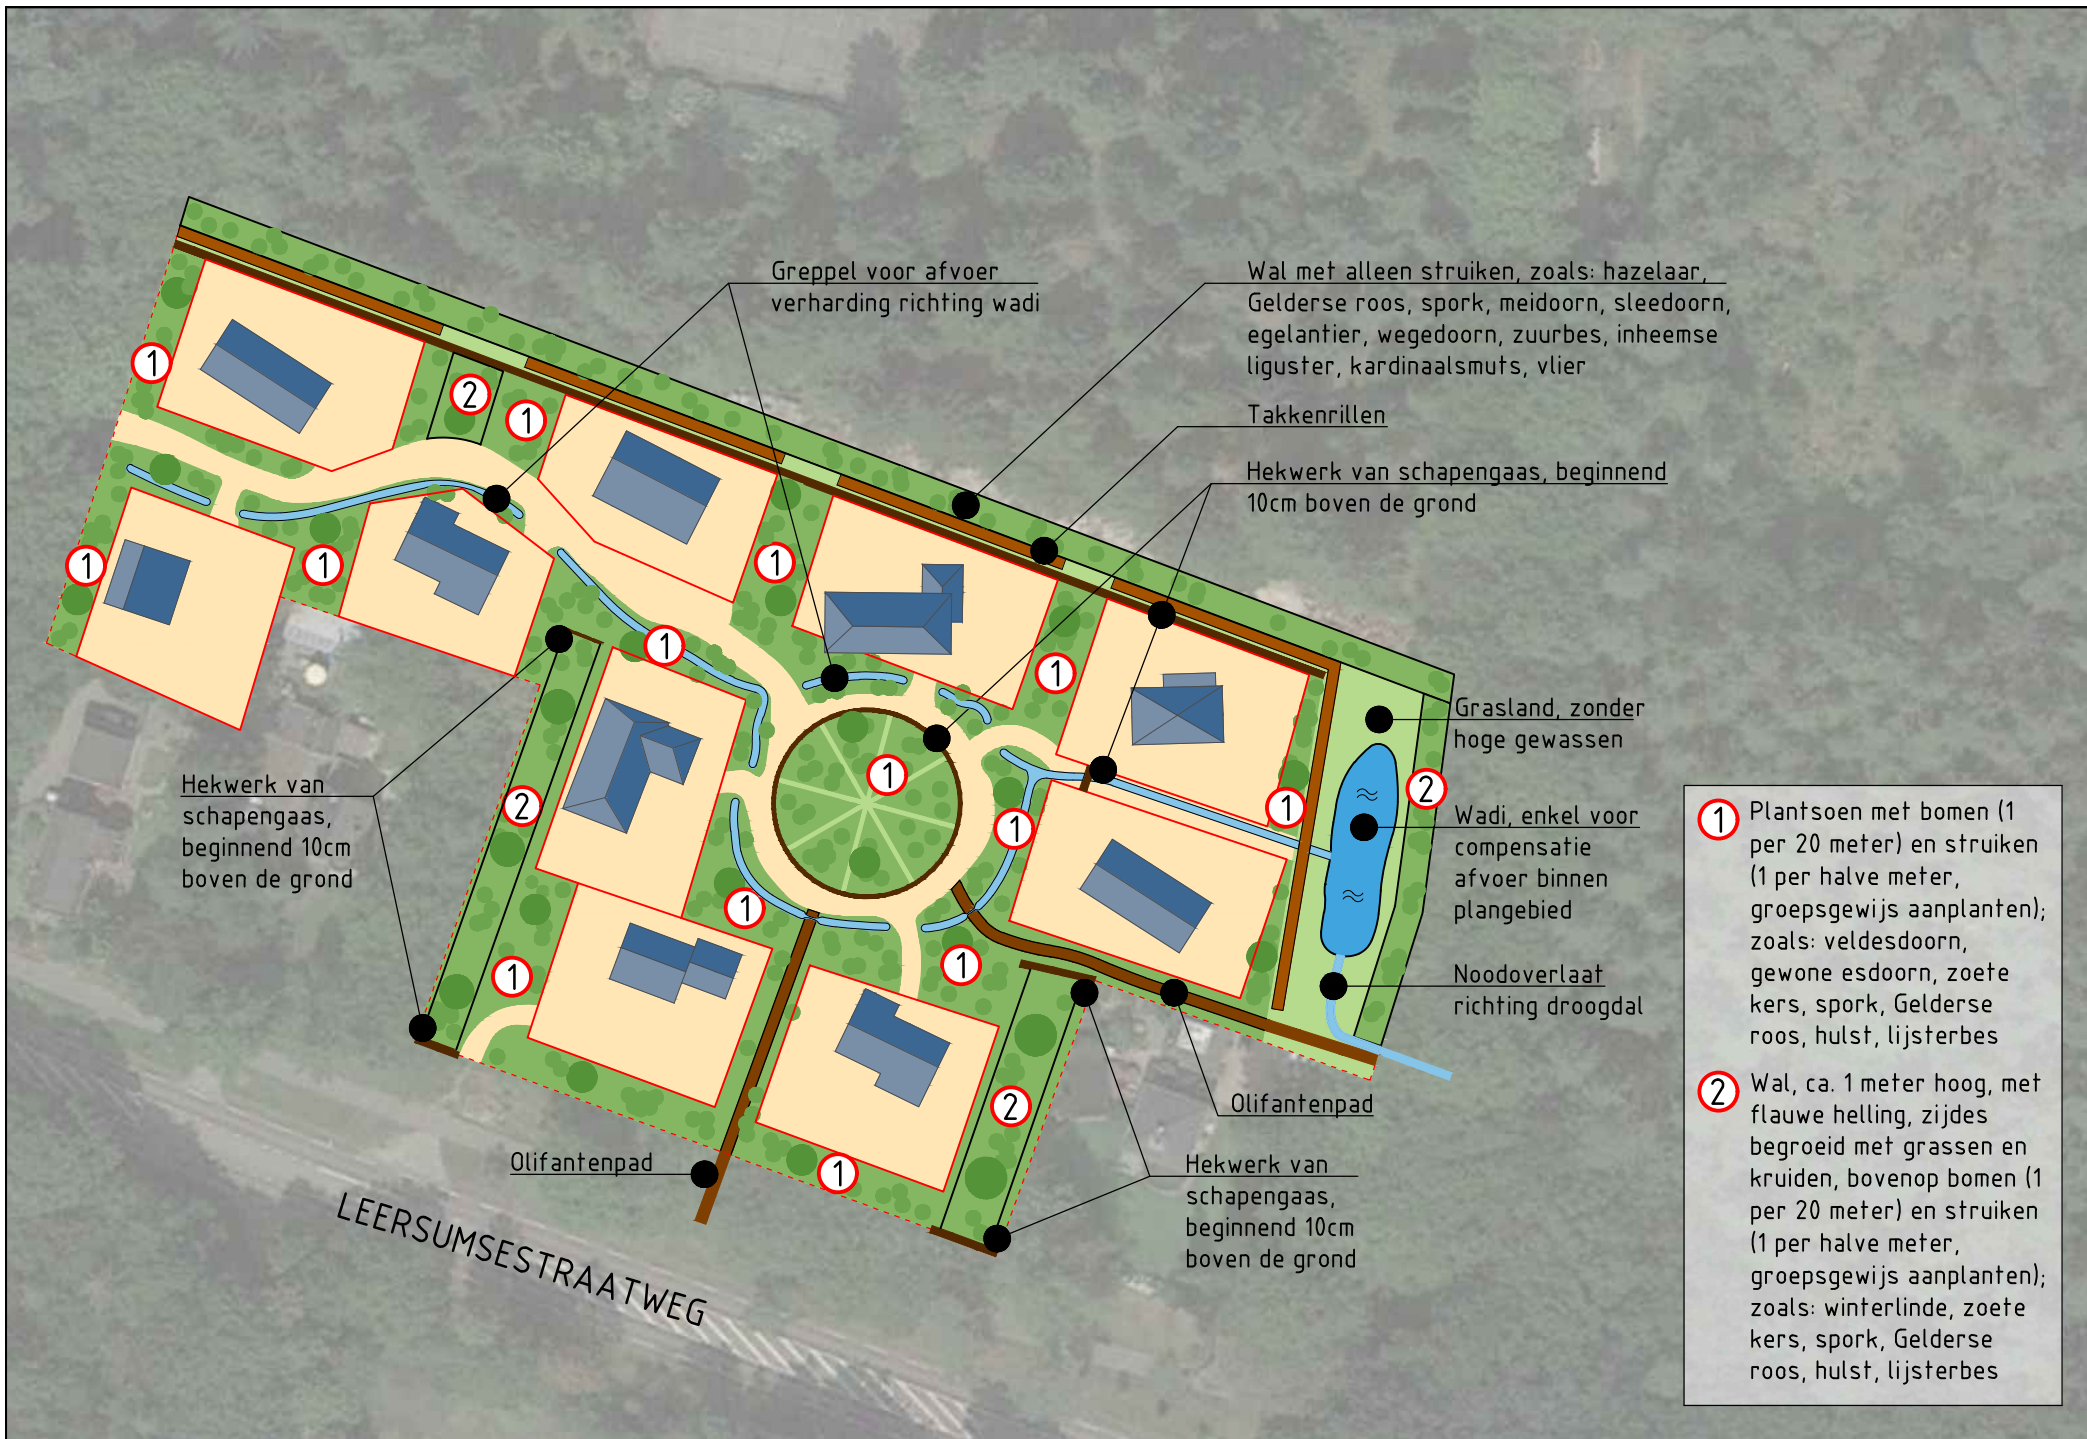 Greppel voor afvoer
verharding richting wadi
Wal met alleen struiken, zoals: hazelaar,
Gelderse roos, spork, meidoorn, sleedoorn,
egelantier, wegedoorn, zuurbes, inheemse
liguster, kardinaalsmuts, vlier
Takkenrillen
Hekwerk van schapengaas, beginnend
10cm boven de grond
1
2
1
1
1
1
1
1
1
2
1
1
1
2
1
1
1
2
1
Grasland, zonder
hoge gewassen
Wadi, enkel voor
compensatie
afvoer binnen
plangebied
Noodoverlaat
richting droogdal
Hekwerk van
schapengaas,
beginnend 10cm
boven de grond
Olifantenpad
Olifantenpad
Hekwerk van
schapengaas,
beginnend 10cm
boven de grond
LEERSUMSESTRAATWEG
1 Plantsoen met bomen (1
per 20 meter) en struiken
(1 per halve meter,
groepsgewijs aanplanten);
zoals: veldesdoorn,
gewone esdoorn, zoete
kers, spork, Gelderse
roos, hulst, lijsterbes
2 Wal, ca. 1 meter hoog, met
flauwe helling, zijdes
begroeid met grassen en
kruiden, bovenop bomen (1
per 20 meter) en struiken
(1 per halve meter,
groepsgewijs aanplanten);
zoals: winterlinde, zoete
kers, spork, Gelderse
roos, hulst, lijsterbes